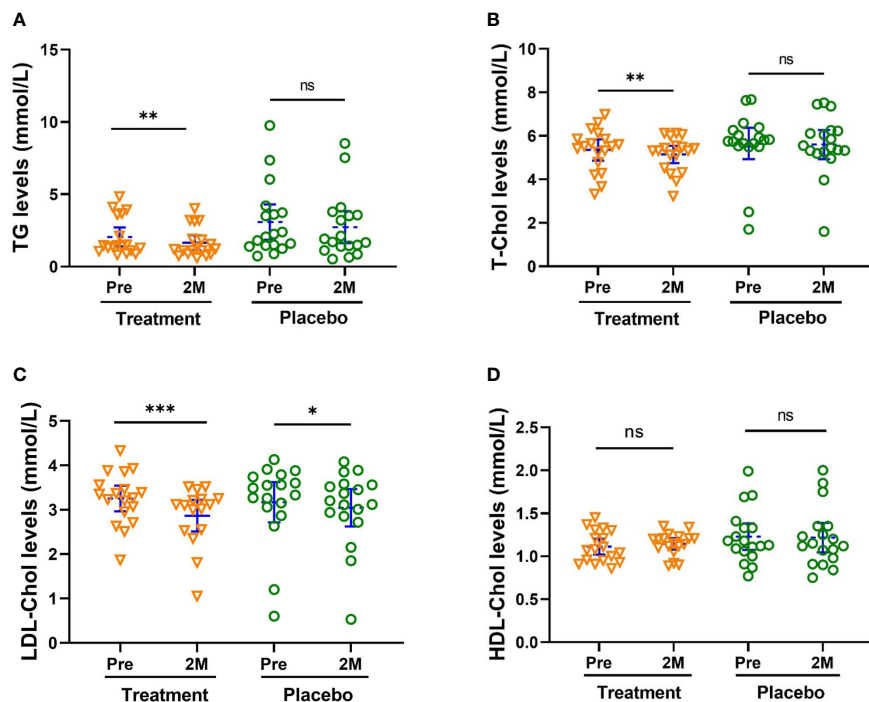 A
TG levels (mmol/L)
15
10
5
0
**
ns
Pre 2M Pre 2M
Treatment Placebo
B
T-Chol levels (mmol/L)
10
8
6
4
2
0
**
ns
Pre 2M Pre 2M
Treatment Placebo
C
LDL-Chol levels (mmol/L)
5
4
3
2
1
0
***
*
Pre 2M Pre 2M
Treatment Placebo
D
HDL-Chol levels (mmol/L)
2.5
2.0
1.5
1.0
0.5
0.0
ns
ns
Pre 2M Pre 2M
Treatment Placebo